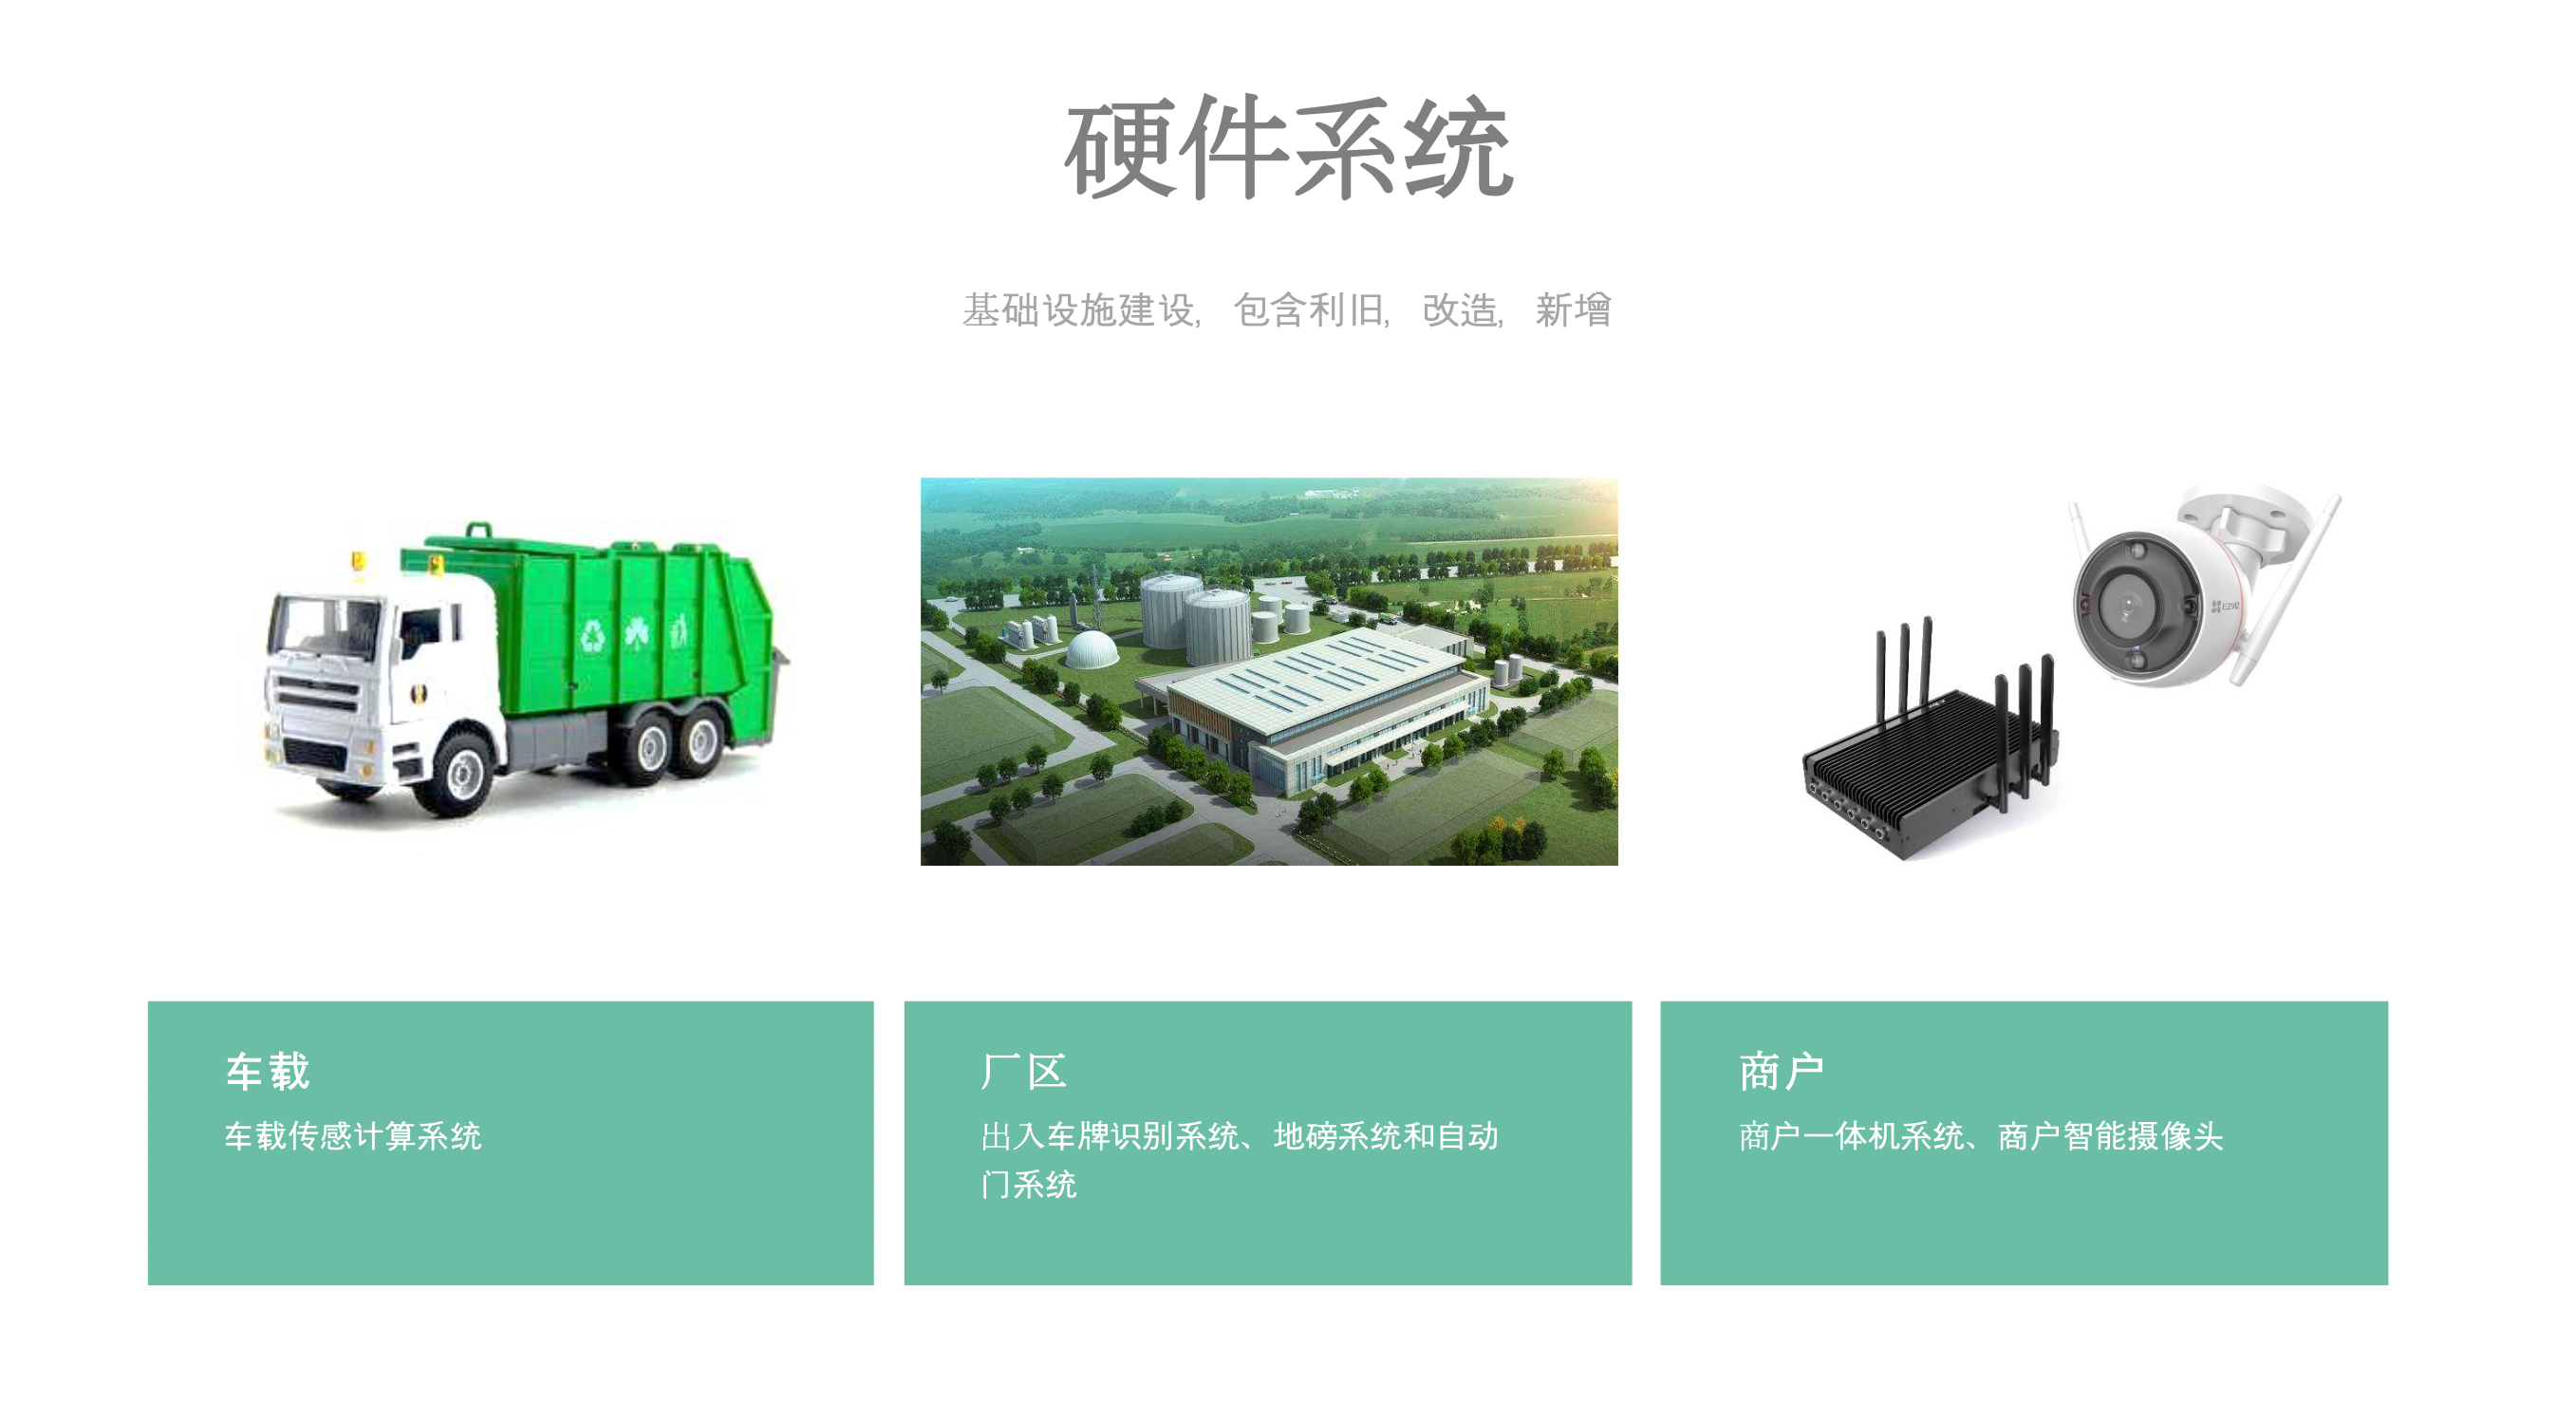 硬件系统
基础设施建设，包含利旧，改造，新增
EZVIZ
车载
车载传感计算系统
厂区
出入车牌识别系统、地磅系统和自动
门系统
商户
商户一体机系统、商户智能摄像头